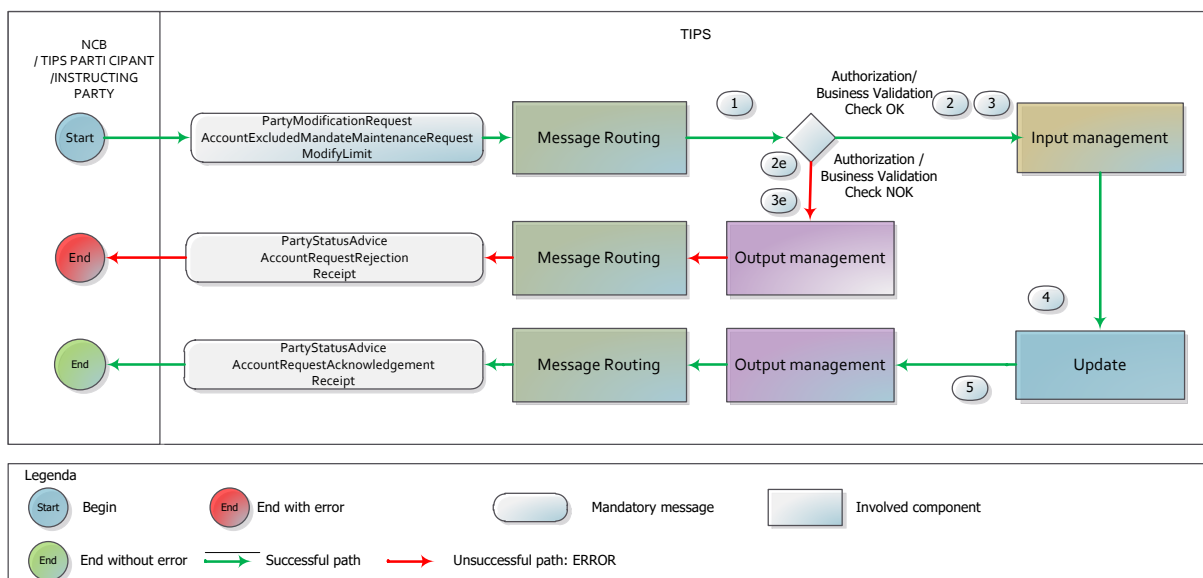 NCB
/ TIPS PARTI CIPANT
/INSTRUCTING
PARTY
TIPS
Start
PartyModificationRequest
AccountExcludedMandateMaintenanceRequest
ModifyLimit
Message Routing
1
Authorization/
Business Validation
Check OK
2
3
Input management
2e
3e
Authorization /
Business Validation
Check NOK
End
PartyStatusAdvice
AccountRequestRejection
Receipt
Message Routing
Output management
4
End
PartyStatusAdvice
AccountRequestAcknowledgement
Receipt
Message Routing
Output management
5
Update
Legenda
Start
Begin
End
End with error
Mandatory message
Involved component
End
End without error
Successful path
Unsuccessful path: ERROR